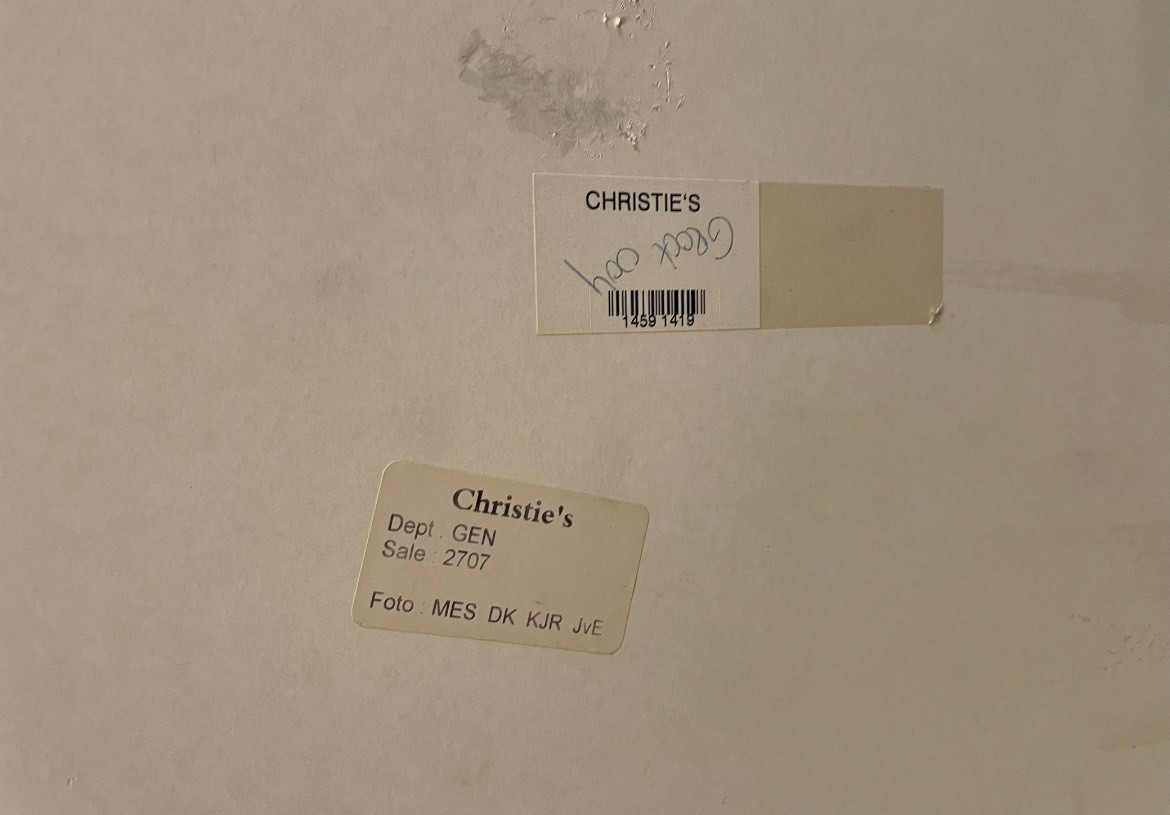 CHRISTIE'S
1459 1419
Christie's
Dept : GEN
Sale : 2707
Foto : MES DK KJR JvE